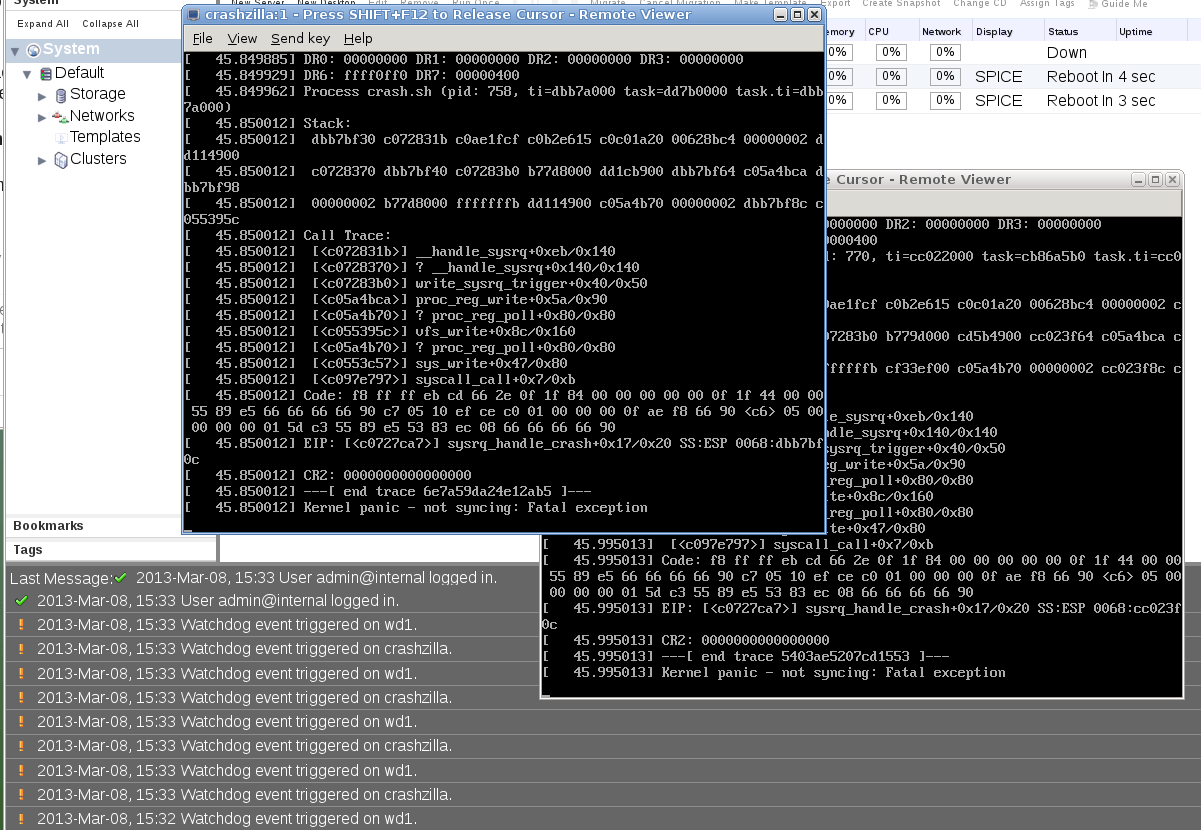 System
Expand All Collapse All
System
Default
Storage
Networks
Templates
Clusters
Bookmarks
Tags
New Server New Desktop Edit Remove Run Once Migrate Cancel Migration Export Create Snapshot Change CD Assign Tags Guide Me
emory CPU Network Display Status Uptime
0% 0% 0% Down
0% 0% 0% SPICE Reboot In 4 sec
0% 0% 0% SPICE Reboot In 3 sec
crashzilla:1 - Press SHIFT+F12 to Release Cursor - Remote Viewer
File View Send key Help
[   45.849885] DR0: 00000000 DR1: 00000000 DR2: 00000000 DR3: 00000000
[   45.849929] DR6: ffff0ff0 DR7: 00000400
[   45.849962] Process crash.sh (pid: 758, ti=dbb7a000 task=dd7b0000 task.ti=dbb
7a000)
[   45.850012] Stack:
[   45.850012]  dbb7bf30 c072831b c0ae1fcf c0b2e615 c0c01a20 00628bc4 00000002 d
d114900
[   45.850012]  c0728370 dbb7bf40 c07283b0 b77d8000 dd1cb900 dbb7bf64 c05a4bca d
bb7bf98
[   45.850012]  00000002 b77d8000 fffffffb dd114900 c05a4b70 00000002 dbb7bf8c c
055395c
[   45.850012] Call Trace:
[   45.850012]  [<c072831b>] __handle_sysrq+0xeb/0x140
[   45.850012]  [<c0728370>] ? __handle_sysrq+0x140/0x140
[   45.850012]  [<c07283b0>] write_sysrq_trigger+0x40/0x50
[   45.850012]  [<c05a4bca>] proc_reg_write+0x5a/0x90
[   45.850012]  [<c05a4b70>] ? proc_reg_poll+0x80/0x80
[   45.850012]  [<c055395c>] vfs_write+0x8c/0x160
[   45.850012]  [<c05a4b70>] ? proc_reg_poll+0x80/0x80
[   45.850012]  [<c0553c57>] sys_write+0x47/0x80
[   45.850012]  [<c097e797>] syscall_call+0x7/0xb
[   45.850012] Code: f8 ff ff eb cd 66 2e 0f 1f 84 00 00 00 00 00 0f 1f 44 00 00
55 89 e5 66 66 66 66 90 c7 05 10 ef ce c0 01 00 00 00 0f ae f8 66 90 <c6> 05 00
00 00 00 01 5d c3 55 89 e5 53 83 ec 08 66 66 66 66 90
[   45.850012] EIP: [<c0727ca7>] sysrq_handle_crash+0x17/0x20 SS:ESP 0068:dbb7bf
0c
[   45.850012] CR2: 0000000000000000
[   45.850012] ---[ end trace 6e7a59da24e12ab5 ]---
[   45.850012] Kernel panic - not syncing: Fatal exception
e Cursor - Remote Viewer
0000000 DR2: 00000000 DR3: 00000000
0000400
: 770, ti=cc022000 task=cb86a5b0 task.ti=cc0
0ae1fcf c0b2e615 c0c01a20 00628bc4 00000002 c
07283b0 b779d000 cd5b4900 cc023f64 c05a4bca c
ffffffb cf33ef00 c05a4b70 00000002 cc023f8c c
le_sysrq+0xeb/0x140
dle_sysrq+0x140/0x140
sysrq_trigger+0x40/0x50
eg_write+0x5a/0x90
reg_poll+0x80/0x80
ite+0x8c/0x160
reg_poll+0x80/0x80
ite+0x47/0x80
[   45.995013]  [<c097e797>] syscall_call+0x7/0xb
[   45.995013] Code: f8 ff ff eb cd 66 2e 0f 1f 84 00 00 00 00 00 0f 1f 44 00 00
55 89 e5 66 66 66 66 90 c7 05 10 ef ce c0 01 00 00 00 0f ae f8 66 90 <c6> 05 00
00 00 00 01 5d c3 55 89 e5 53 83 ec 08 66 66 66 66 90
[   45.995013] EIP: [<c0727ca7>] sysrq_handle_crash+0x17/0x20 SS:ESP 0068:cc023f
0c
[   45.995013] CR2: 0000000000000000
[   45.995013] ---[ end trace 5403ae5207cd1553 ]---
[   45.995013] Kernel panic - not syncing: Fatal exception
Last Message: 2013-Mar-08, 15:33 User admin@internal logged in.
2013-Mar-08, 15:33 User admin@internal logged in.
2013-Mar-08, 15:33 Watchdog event triggered on wd1.
2013-Mar-08, 15:33 Watchdog event triggered on crashzilla.
2013-Mar-08, 15:33 Watchdog event triggered on wd1.
2013-Mar-08, 15:33 Watchdog event triggered on crashzilla.
2013-Mar-08, 15:33 Watchdog event triggered on wd1.
2013-Mar-08, 15:33 Watchdog event triggered on crashzilla.
2013-Mar-08, 15:33 Watchdog event triggered on wd1.
2013-Mar-08, 15:33 Watchdog event triggered on crashzilla.
2013-Mar-08, 15:32 Watchdog event triggered on wd1.